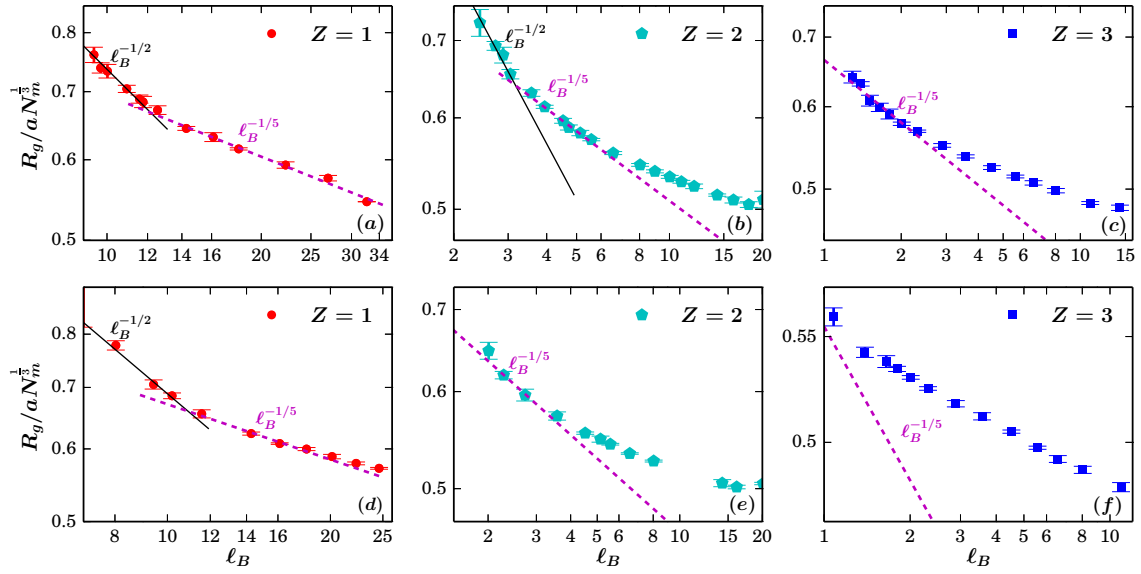 Z = 1
ℓ_B^{-1/2}
ℓ_B^{-1/5}
(a)
R_g/aN_m^{1/3}
0.8
0.7
0.6
0.5
10 12 14 16 20 25 30 34
Z = 2
ℓ_B^{-1/2}
ℓ_B^{-1/5}
(b)
0.7
0.6
0.5
2 3 4 5 6 8 10 15 20
Z = 3
ℓ_B^{-1/5}
(c)
0.7
0.6
0.5
1 2 3 4 5 6 8 11 15
Z = 1
ℓ_B^{-1/2}
ℓ_B^{-1/5}
(d)
R_g/aN_m^{1/3}
0.8
0.7
0.6
0.5
8 10 12 14 16 20 25
ℓ_B
Z = 2
ℓ_B^{-1/5}
(e)
0.7
0.6
0.5
2 3 4 5 6 8 10 15 20
ℓ_B
Z = 3
ℓ_B^{-1/5}
(f)
0.55
0.5
1 2 3 4 5 6 8 10
ℓ_B